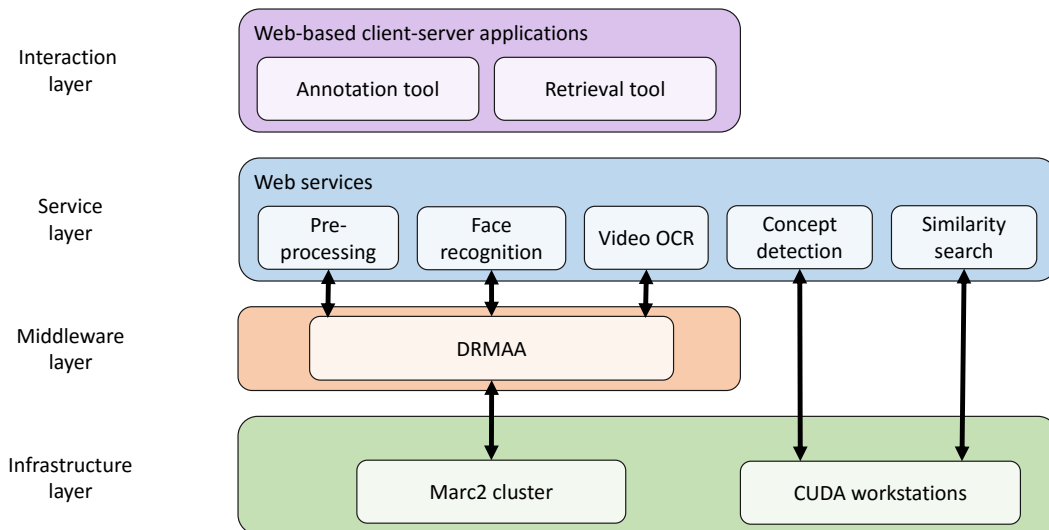 Interaction
layer
Web-based client-server applications
Annotation tool
Retrieval tool
Service
layer
Web services
Pre-
processing
Face
recognition
Video OCR
Concept
detection
Similarity
search
Middleware
layer
DRMAA
Infrastructure
layer
Marc2 cluster
CUDA workstations